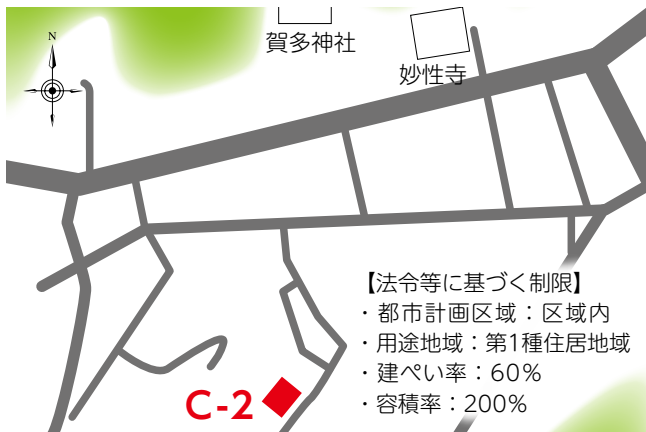 賀多神社
妙性寺
N
【法令等に基づく制限】
・都市計画区域：区域内
・用途地域：第1種住居地域
・建ぺい率：60%
・容積率：200%
C-2